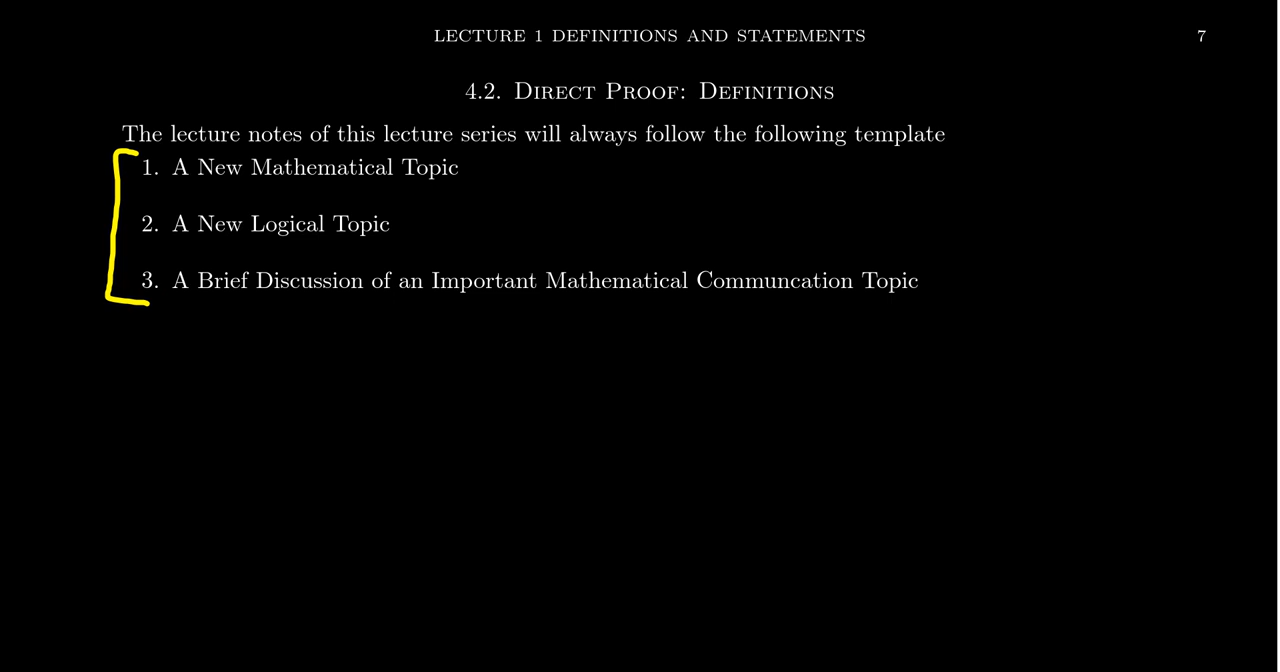 LECTURE 1 DEFINITIONS AND STATEMENTS 7
4.2. Direct Proof: Definitions
The lecture notes of this lecture series will always follow the following template
1. A New Mathematical Topic
2. A New Logical Topic
3. A Brief Discussion of an Important Mathematical Communcation Topic